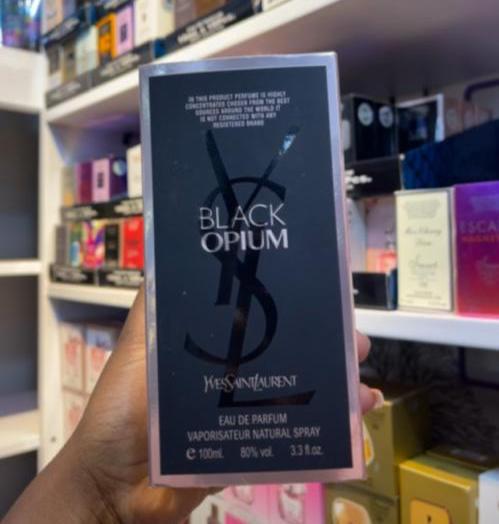 IN THIS PRODUCT PERFUME IS HIGHLY
CONCENTRATED CHOSEN FROM THE BEST
SOURCES AROUND THE WORLD IT
IS NOT CONNECTED WITH ANY
REGISTERED BRAND
BLACK
OPIUM
YVESSAINTLAURENT
EAU DE PARFUM
VAPORISATEUR NATURAL SPRAY
e 100ml. 80% vol. 3.3 fl.oz.
ESCA